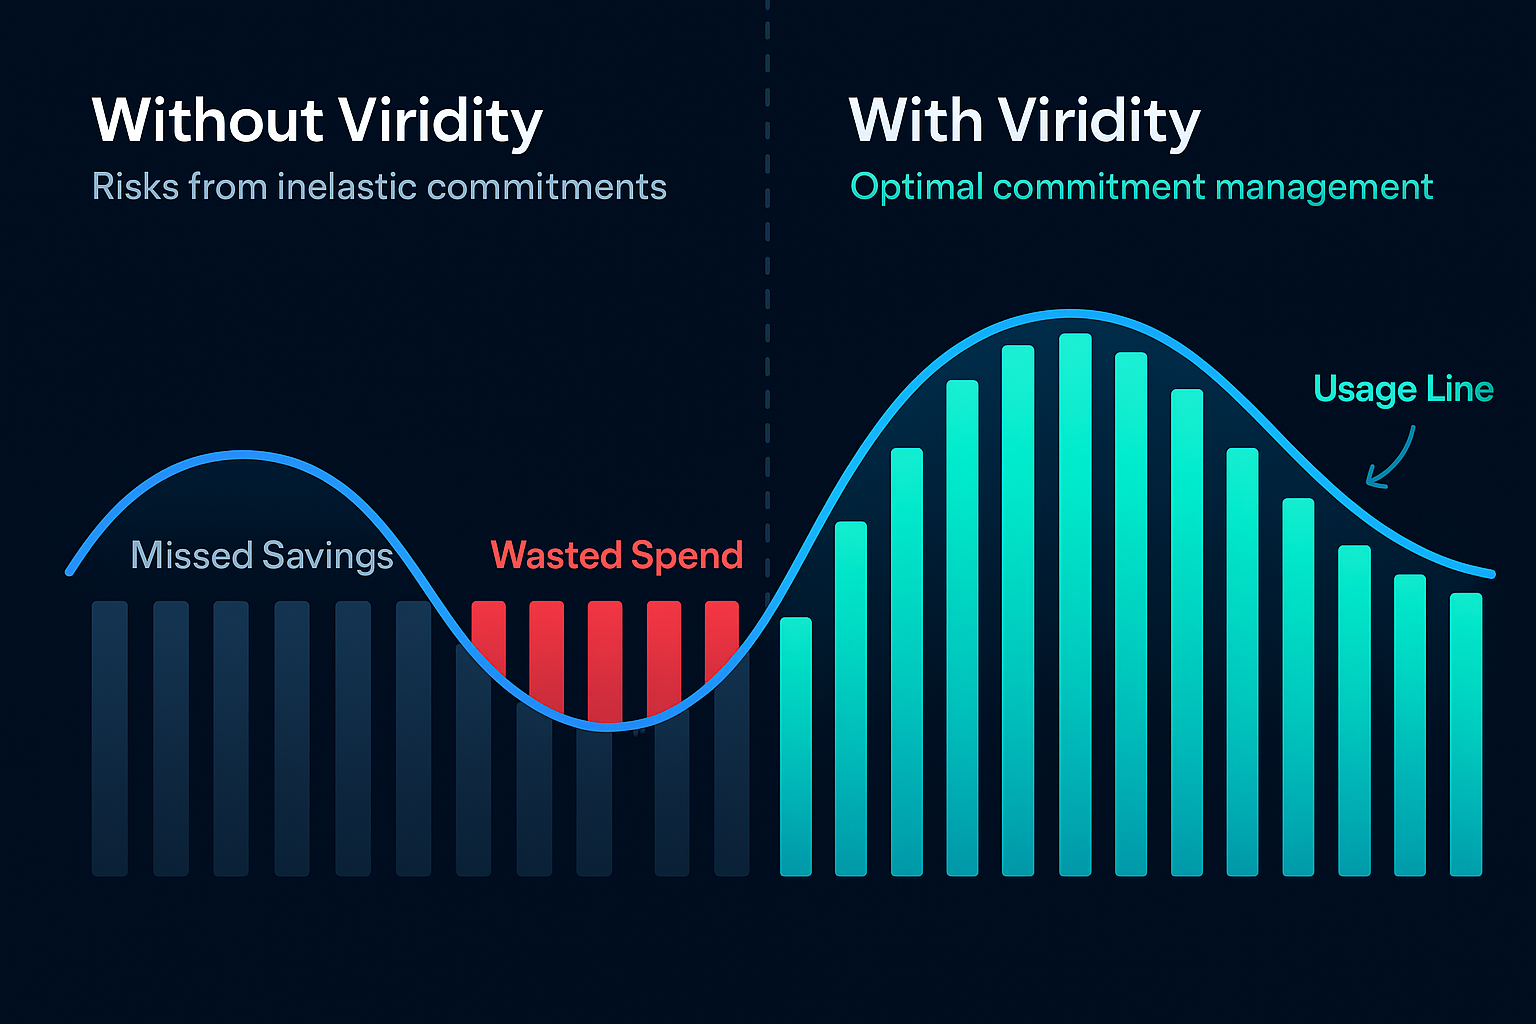 Without Viridity
Risks from inelastic commitments
With Viridity
Optimal commitment management
Usage Line
Missed Savings
Wasted Spend